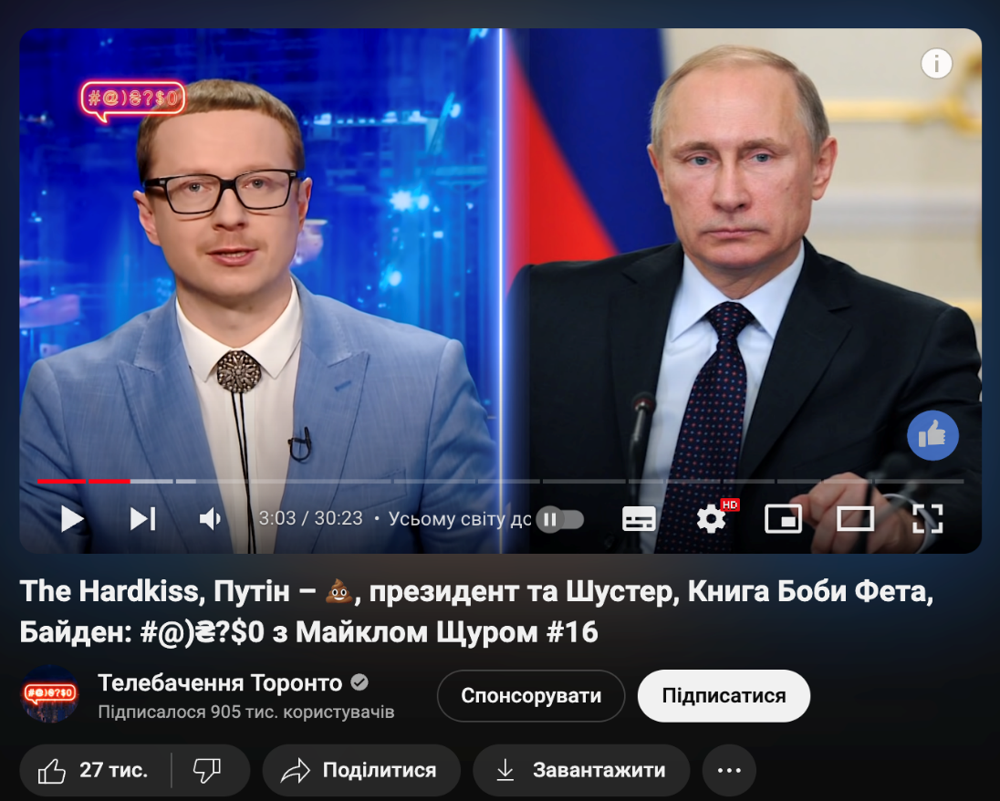 #@)₴?$0
i
3:03 / 30:23 • Усьому світу до
HD
The Hardkiss, Путін – 💩, президент та Шустер, Книга Боби Фета,
Байден: #@)₴?$0 з Майклом Щуром #16
#@)₴?$0
Телебачення Торонто
Підписалося 905 тис. користувачів
Спонсорувати
Підписатися
27 тис.
Поділитися
Завантажити